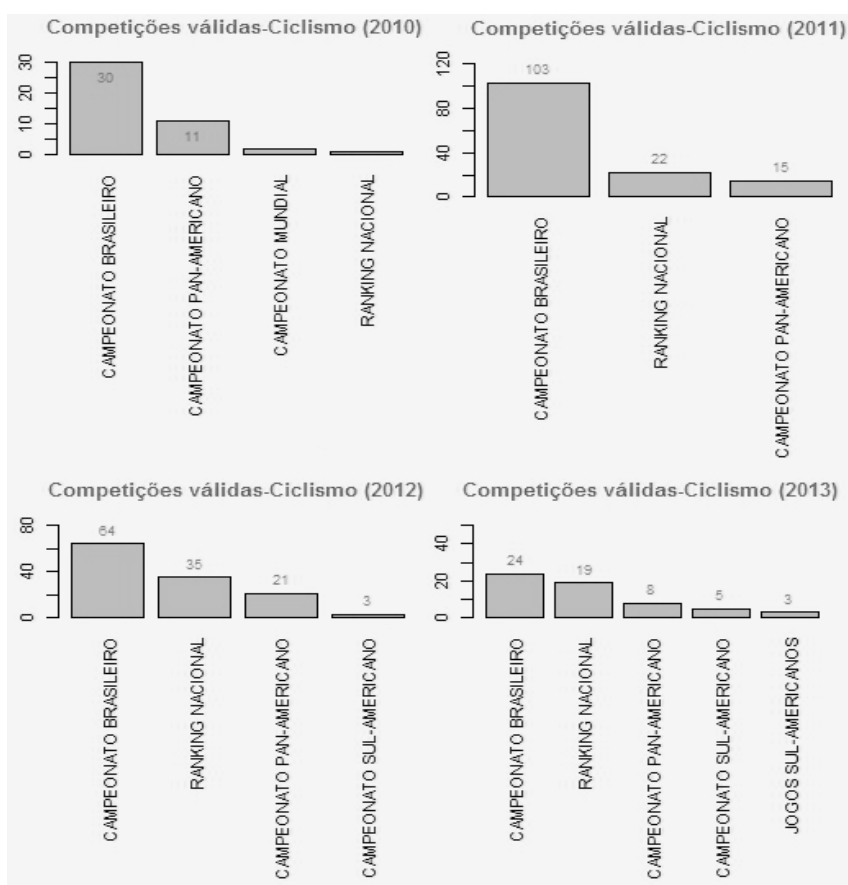 Competições válidas-Ciclismo (2010)
30
20
10
0
30
11
CAMPEONATO BRASILEIRO
CAMPEONATO PAN-AMERICANO
CAMPEONATO MUNDIAL
RANKING NACIONAL
Competições válidas-Ciclismo (2011)
120
80
40
0
103
22
15
CAMPEONATO BRASILEIRO
RANKING NACIONAL
CAMPEONATO PAN-AMERICANO
Competições válidas-Ciclismo (2012)
80
40
0
64
35
21
3
CAMPEONATO BRASILEIRO
RANKING NACIONAL
CAMPEONATO PAN-AMERICANO
CAMPEONATO SUL-AMERICANO
Competições válidas-Ciclismo (2013)
40
20
0
24
19
8
5
3
CAMPEONATO BRASILEIRO
RANKING NACIONAL
CAMPEONATO PAN-AMERICANO
CAMPEONATO SUL-AMERICANO
JOGOS SUL-AMERICANOS